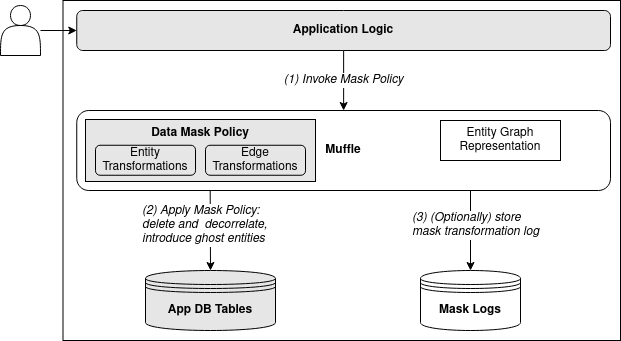 Application Logic
(1) Invoke Mask Policy
Data Mask Policy
Entity
Transformations
Edge
Transformations
Muffle
Entity Graph
Representation
(2) Apply Mask Policy:
delete and decorrelate,
introduce ghost entities
(3) (Optionally) store
mask transformation log
App DB Tables
Mask Logs